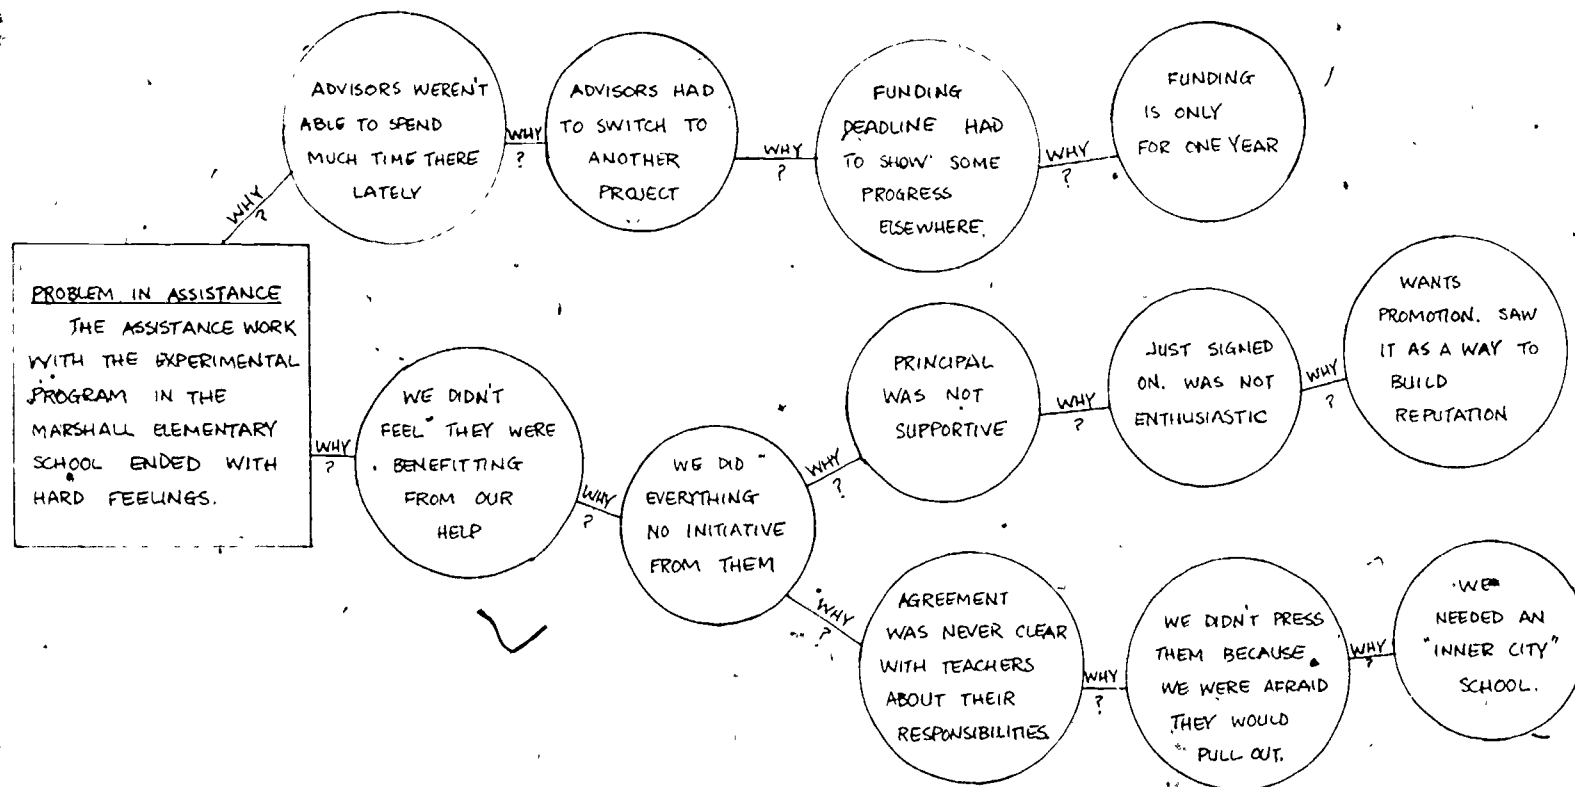 PROBLEM IN ASSISTANCE
THE ASSISTANCE WORK
WITH THE EXPERIMENTAL
PROGRAM IN THE
MARSHALL ELEMENTARY
SCHOOL ENDED WITH
HARD FEELINGS.
WHY
?
ADVISORS WEREN'T
ABLE TO SPEND
MUCH TIME THERE
LATELY
WHY
?
ADVISORS HAD
TO SWITCH TO
ANOTHER
PROJECT
WHY
?
FUNDING
DEADLINE HAD
TO SHOW SOME
PROGRESS
ELSEWHERE.
WHY
?
FUNDING
IS ONLY
FOR ONE YEAR
WHY
?
WE DIDN'T
FEEL THEY WERE
BENEFITTING
FROM OUR
HELP
WHY
?
WE DID
EVERYTHING
NO INITIATIVE
FROM THEM
WHY
?
PRINCIPAL
WAS NOT
SUPPORTIVE
WHY
?
JUST SIGNED
ON. WAS NOT
ENTHUSIASTIC
WHY
?
WANTS
PROMOTION. SAW
IT AS A WAY TO
BUILD
REPUTATION
WHY
?
AGREEMENT
WAS NEVER CLEAR
WITH TEACHERS
ABOUT THEIR
RESPONSIBILITIES.
WHY
?
WE DIDN'T PRESS
THEM BECAUSE
WE WERE AFRAID
THEY WOULD
PULL OUT.
WHY
?
WE
NEEDED AN
"INNER CITY"
SCHOOL.